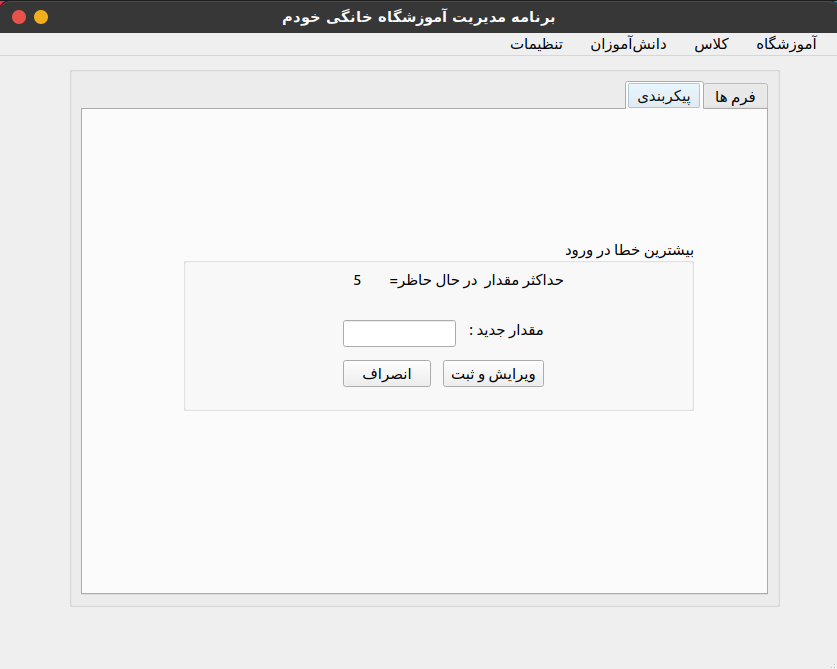 برنامه مدیریت آموزشگاه خانگی خودم
آموزشگاه کلاس دانش‌آموزان تنظیمات
فرم ها پیکربندی
بیشترین خطا در ورود
حداکثر مقدار در حال حاظر= 5
مقدار جدید :
ویرایش و ثبت انصراف